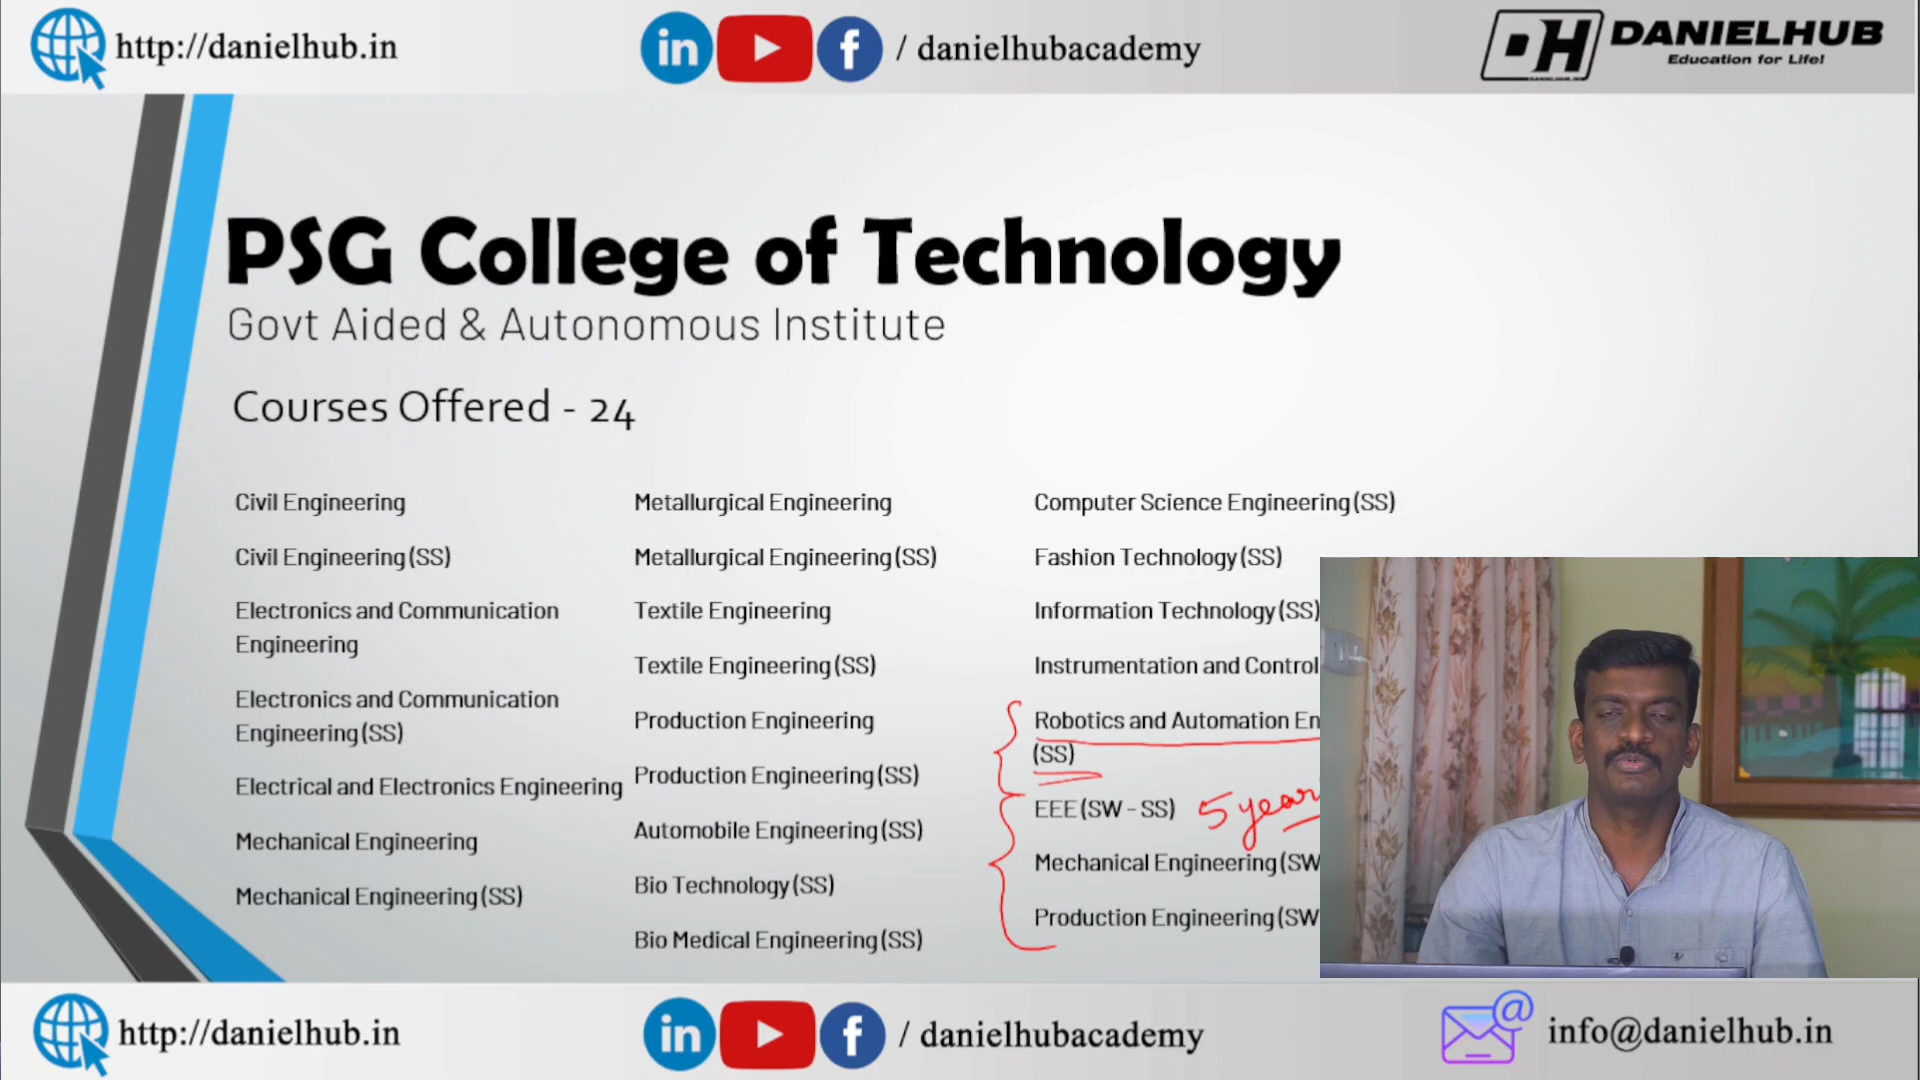 http://danielhub.in
in f / danielhubacademy
DH DANIELHUB
Education for Life!
PSG College of Technology
Govt Aided & Autonomous Institute
Courses Offered - 24
Civil Engineering
Civil Engineering (SS)
Electronics and Communication
Engineering
Electronics and Communication
Engineering (SS)
Electrical and Electronics Engineering
Mechanical Engineering
Mechanical Engineering (SS)
Metallurgical Engineering
Metallurgical Engineering (SS)
Textile Engineering
Textile Engineering (SS)
Production Engineering
Production Engineering (SS)
Automobile Engineering (SS)
Bio Technology (SS)
Bio Medical Engineering (SS)
Computer Science Engineering (SS)
Fashion Technology (SS)
Information Technology (SS)
Instrumentation and Control
Robotics and Automation En
(SS)
EEE (SW - SS) 5 year
Mechanical Engineering (SW
Production Engineering (SW
http://danielhub.in
in f / danielhubacademy
@ info@danielhub.in